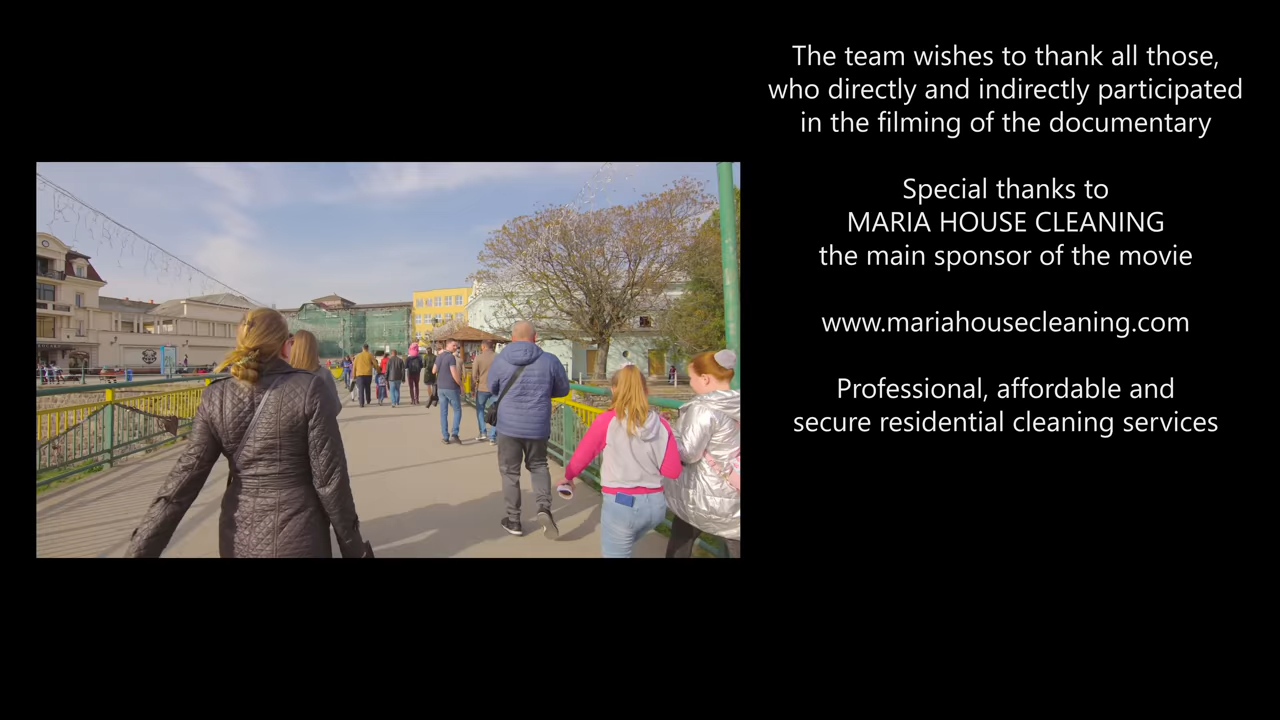 The team wishes to thank all those,
who directly and indirectly participated
in the filming of the documentary
Special thanks to
MARIA HOUSE CLEANING
the main sponsor of the movie
www.mariahousecleaning.com
Professional, affordable and
secure residential cleaning services